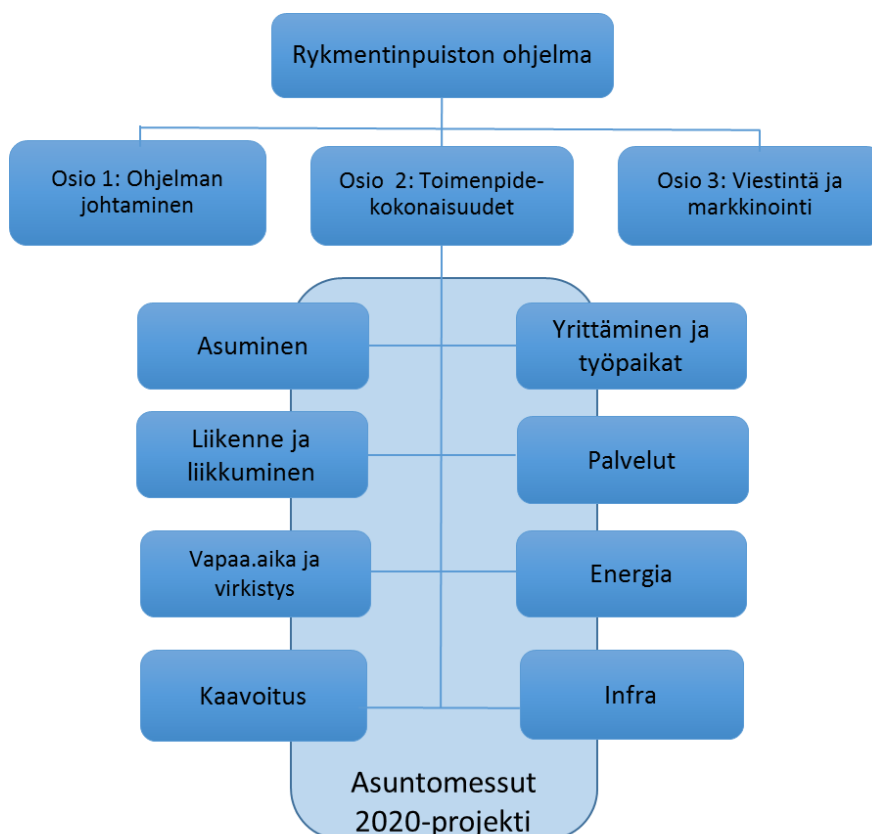 Rykmentinpuiston ohjelma
Osio 1: Ohjelman
johtaminen
Osio  2: Toimenpide-
kokonaisuudet
Osio 3: Viestintä ja
markkinointi
Asuminen
Yrittäminen ja
työpaikat
Liikenne ja
liikkuminen
Palvelut
Vapaa.aika ja
virkistys
Energia
Kaavoitus
Infra
Asuntomessut
2020-projekti